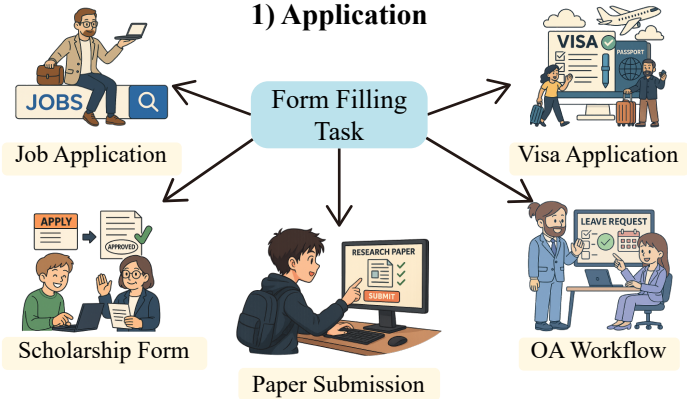 1) Application
JOBS
Job Application
Form Filling
Task
VISA
PASSPORT
Visa Application
APPLY
APPROVED
Scholarship Form
RESEARCH PAPER
SUBMIT
Paper Submission
LEAVE REQUEST
OA Workflow